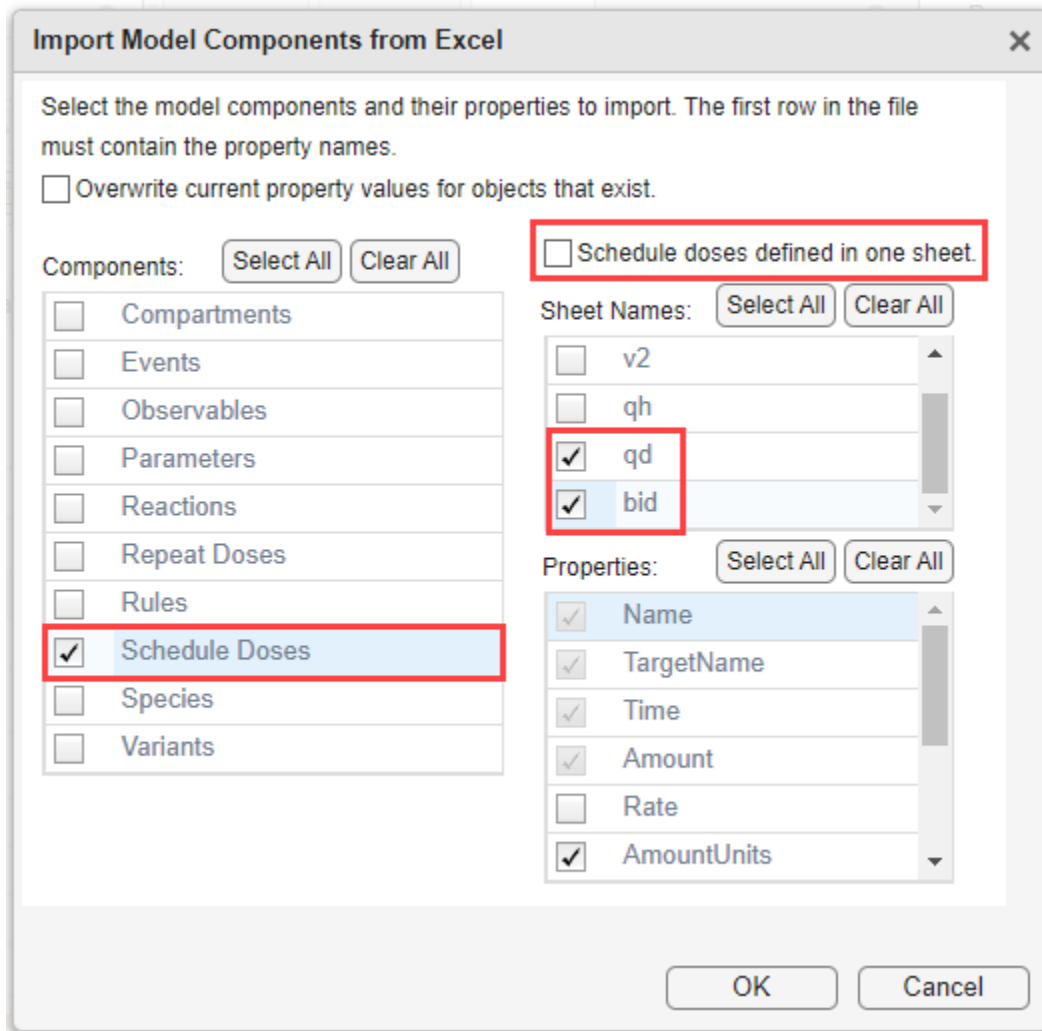 Import Model Components from Excel
Select the model components and their properties to import. The first row in the file
must contain the property names.
Overwrite current property values for objects that exist.
Components:
Select All
Clear All
Compartments
Events
Observables
Parameters
Reactions
Repeat Doses
Rules
Schedule Doses
Species
Variants
Schedule doses defined in one sheet.
Sheet Names:
Select All
Clear All
v2
qh
qd
bid
Properties:
Select All
Clear All
Name
TargetName
Time
Amount
Rate
AmountUnits
OK
Cancel